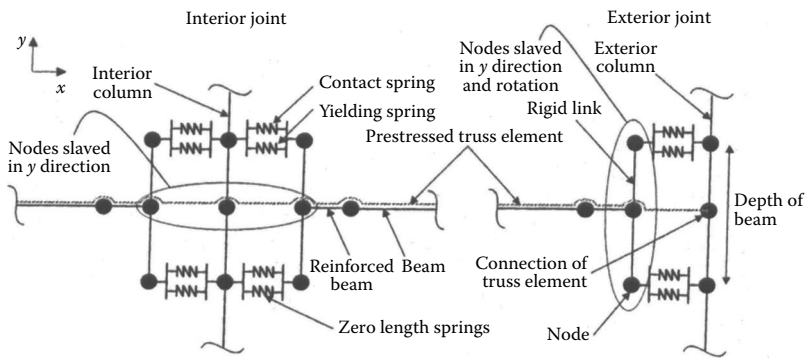 Interior joint
Exterior joint
y
x
Interior
column
Contact spring
Yielding spring
Nodes slaved
in y direction
Nodes slaved
in y direction
and rotation
Exterior
column
Rigid link
Prestressed truss element
Depth of
beam
Reinforced
beam
Beam
Connection of
truss element
Zero length springs
Node